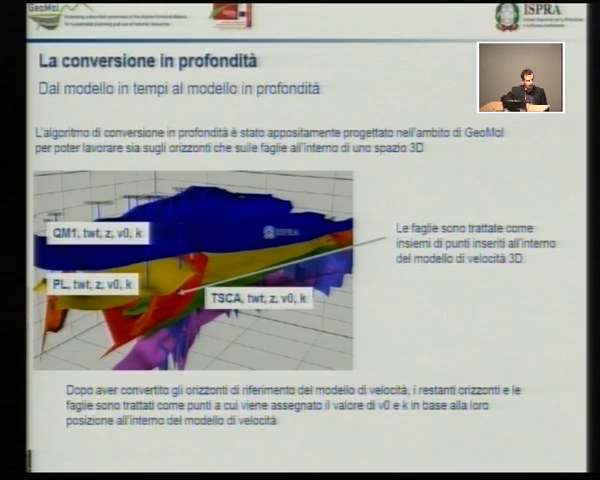 GeoMol
ISPRA
La conversione in profondità
Dal modello in tempi al modello in profondità
L'algoritmo di conversione in profondità è stato appositamente progettato nell'ambito di GeoMol
per poter lavorare sia sugli orizzonti che sulle faglie all'interno di uno spazio 3D
QM1, twt, z, v0, k
ISPRA
PL, twt, z, v0, k
TSCA, twt, z, v0, k
Le faglie sono trattate come
insiemi di punti inseriti all'interno
del modello di velocità 3D
Dopo aver convertito gli orizzonti di riferimento del modello di velocità, i restanti orizzonti e le
faglie sono trattati come punti a cui viene assegnato il valore di v0 e k in base alla loro
posizione all'interno del modello di velocità